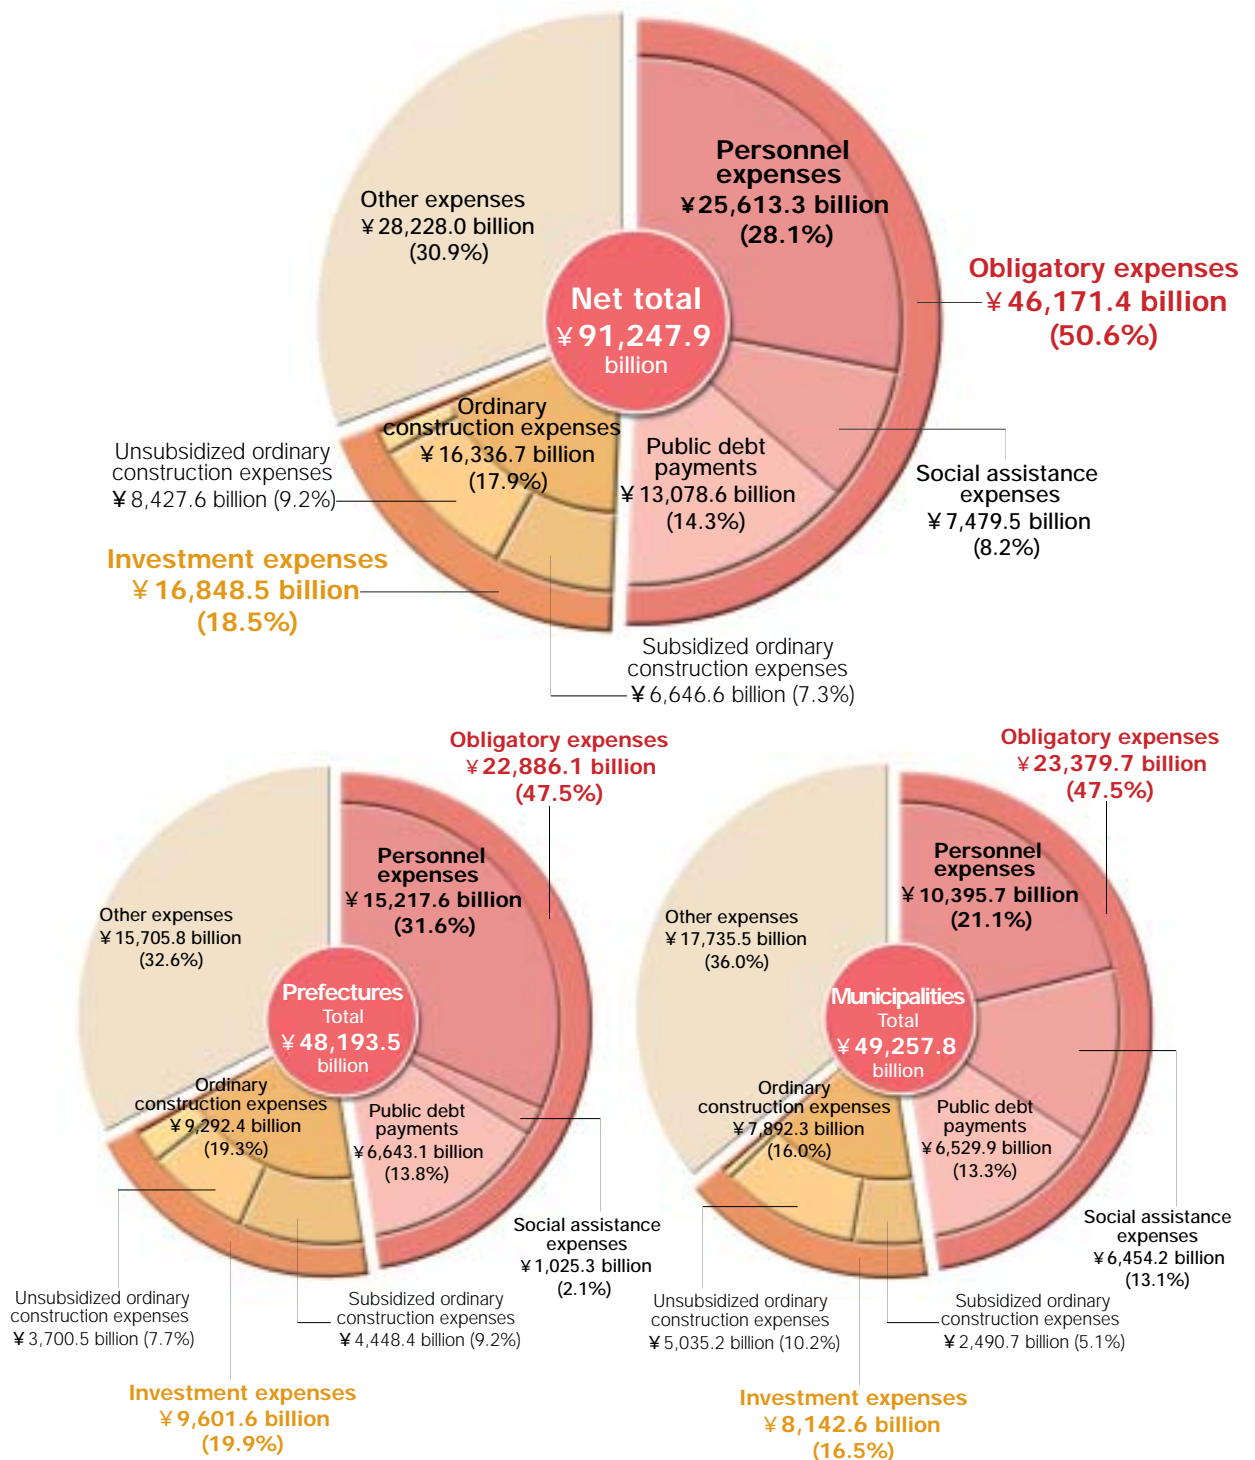 Personnel
expenses
¥ 25,613.3 billion
(28.1%)
Other expenses
¥ 28,228.0 billion
(30.9%)
Obligatory expenses
¥ 46,171.4 billion
(50.6%)
Net total
¥ 91,247.9
billion
Ordinary
construction expenses
¥ 16,336.7 billion
(17.9%)
Public debt
payments
¥ 13,078.6 billion
(14.3%)
Unsubsidized ordinary
construction expenses
¥ 8,427.6 billion (9.2%)
Social assistance
expenses
¥ 7,479.5 billion
(8.2%)
Investment expenses
¥ 16,848.5 billion
(18.5%)
Subsidized ordinary
construction expenses
¥ 6,646.6 billion (7.3%)
Obligatory expenses
¥ 22,886.1 billion
(47.5%)
Personnel
expenses
¥ 15,217.6 billion
(31.6%)
Other expenses
¥ 15,705.8 billion
(32.6%)
Prefectures
Total
¥ 48,193.5
billion
Ordinary
construction expenses
¥ 9,292.4 billion
(19.3%)
Public debt
payments
¥ 6,643.1 billion
(13.8%)
Social assistance
expenses
¥ 1,025.3 billion
(2.1%)
Unsubsidized ordinary
construction expenses
¥ 3,700.5 billion (7.7%)
Subsidized ordinary
construction expenses
¥ 4,448.4 billion (9.2%)
Investment expenses
¥ 9,601.6 billion
(19.9%)
Obligatory expenses
¥ 23,379.7 billion
(47.5%)
Personnel
expenses
¥ 10,395.7 billion
(21.1%)
Other expenses
¥ 17,735.5 billion
(36.0%)
Municipalities
Total
¥ 49,257.8
billion
Ordinary
construction expenses
¥ 7,892.3 billion
(16.0%)
Public debt
payments
¥ 6,529.9 billion
(13.3%)
Social assistance
expenses
¥ 6,454.2 billion
(13.1%)
Unsubsidized ordinary
construction expenses
¥ 5,035.2 billion (10.2%)
Subsidized ordinary
construction expenses
¥ 2,490.7 billion (5.1%)
Investment expenses
¥ 8,142.6 billion
(16.5%)